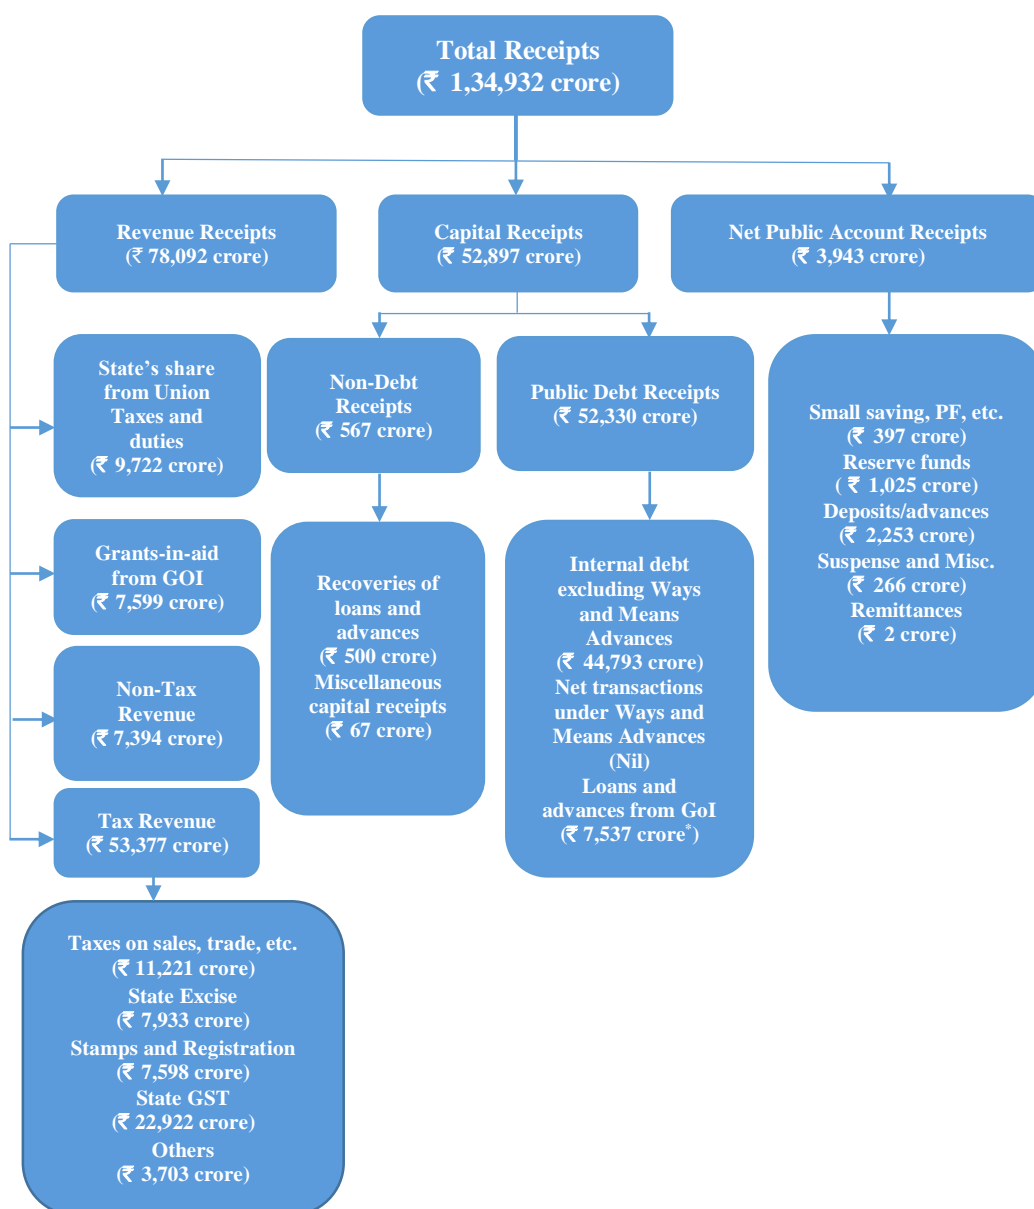 Total Receipts
(₹ 1,34,932 crore)
Revenue Receipts
(₹ 78,092 crore)
Capital Receipts
(₹ 52,897 crore)
Net Public Account Receipts
(₹ 3,943 crore)
State’s share
from Union
Taxes and
duties
(₹ 9,722 crore)
Non-Debt
Receipts
(₹ 567 crore)
Public Debt Receipts
(₹ 52,330 crore)
Small saving, PF, etc.
(₹ 397 crore)
Reserve funds
( ₹ 1,025 crore)
Deposits/advances
(₹ 2,253 crore)
Suspense and Misc.
(₹ 266 crore)
Remittances
(₹ 2 crore)
Grants-in-aid
from GOI
(₹ 7,599 crore)
Recoveries of
loans and
advances
(₹ 500 crore)
Miscellaneous
capital receipts
(₹ 67 crore)
Internal debt
excluding Ways
and Means
Advances
(₹ 44,793 crore)
Net transactions
under Ways and
Means Advances
(Nil)
Loans and
advances from GoI
(₹ 7,537 crore*)
Non-Tax
Revenue
(₹ 7,394 crore)
Tax Revenue
(₹ 53,377 crore)
Taxes on sales, trade, etc.
(₹ 11,221 crore)
State Excise
(₹ 7,933 crore)
Stamps and Registration
(₹ 7,598 crore)
State GST
(₹ 22,922 crore)
Others
(₹ 3,703 crore)